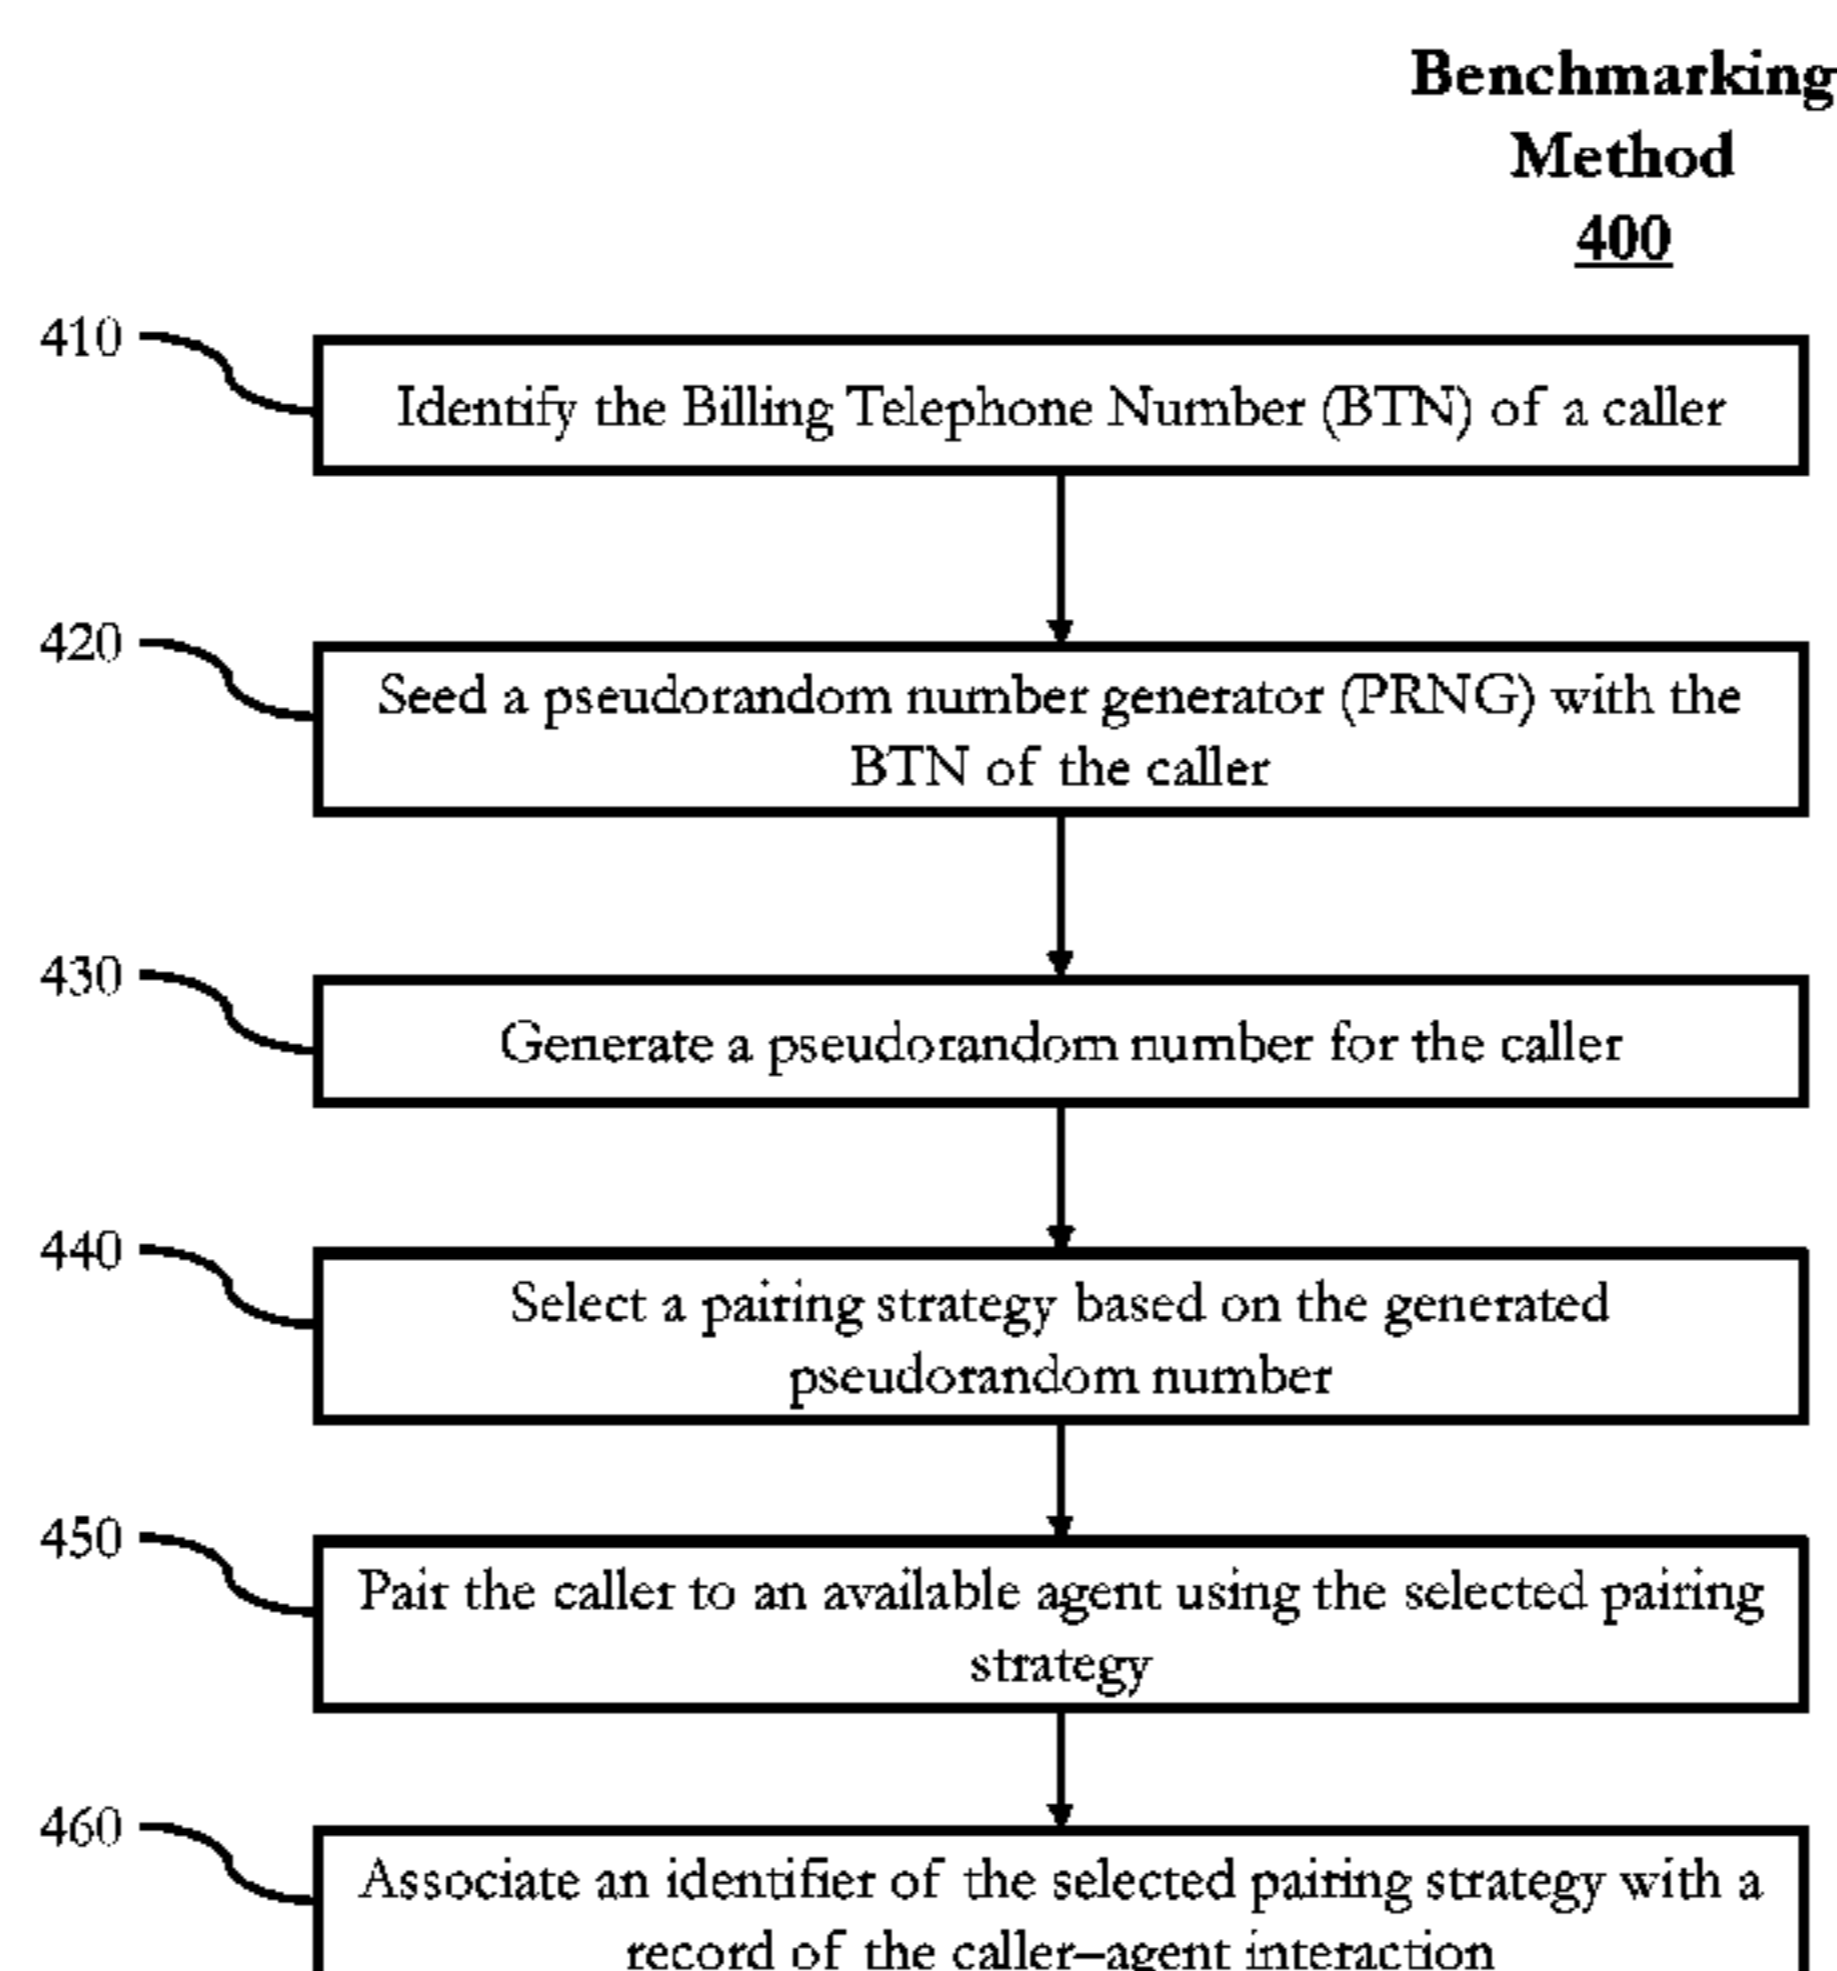 Benchmarking
Method
400
410
Identify the Billing Telephone Number (BTN) of a caller
420
Seed a pseudorandom number generator (PRNG) with the
BTN of the caller
430
Generate a pseudorandom number for the caller
440
Select a pairing strategy based on the generated
pseudorandom number
450
Pair the caller to an available agent using the selected pairing
strategy
460
Associate an identifier of the selected pairing strategy with a
record of the caller–agent interaction